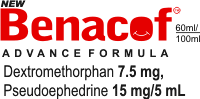 NEW
Benacof
60ml/
100ml
ADVANCE FORMULA
Dextromethorphan 7.5 mg,
Pseudoephedrine 15 mg/5 mL